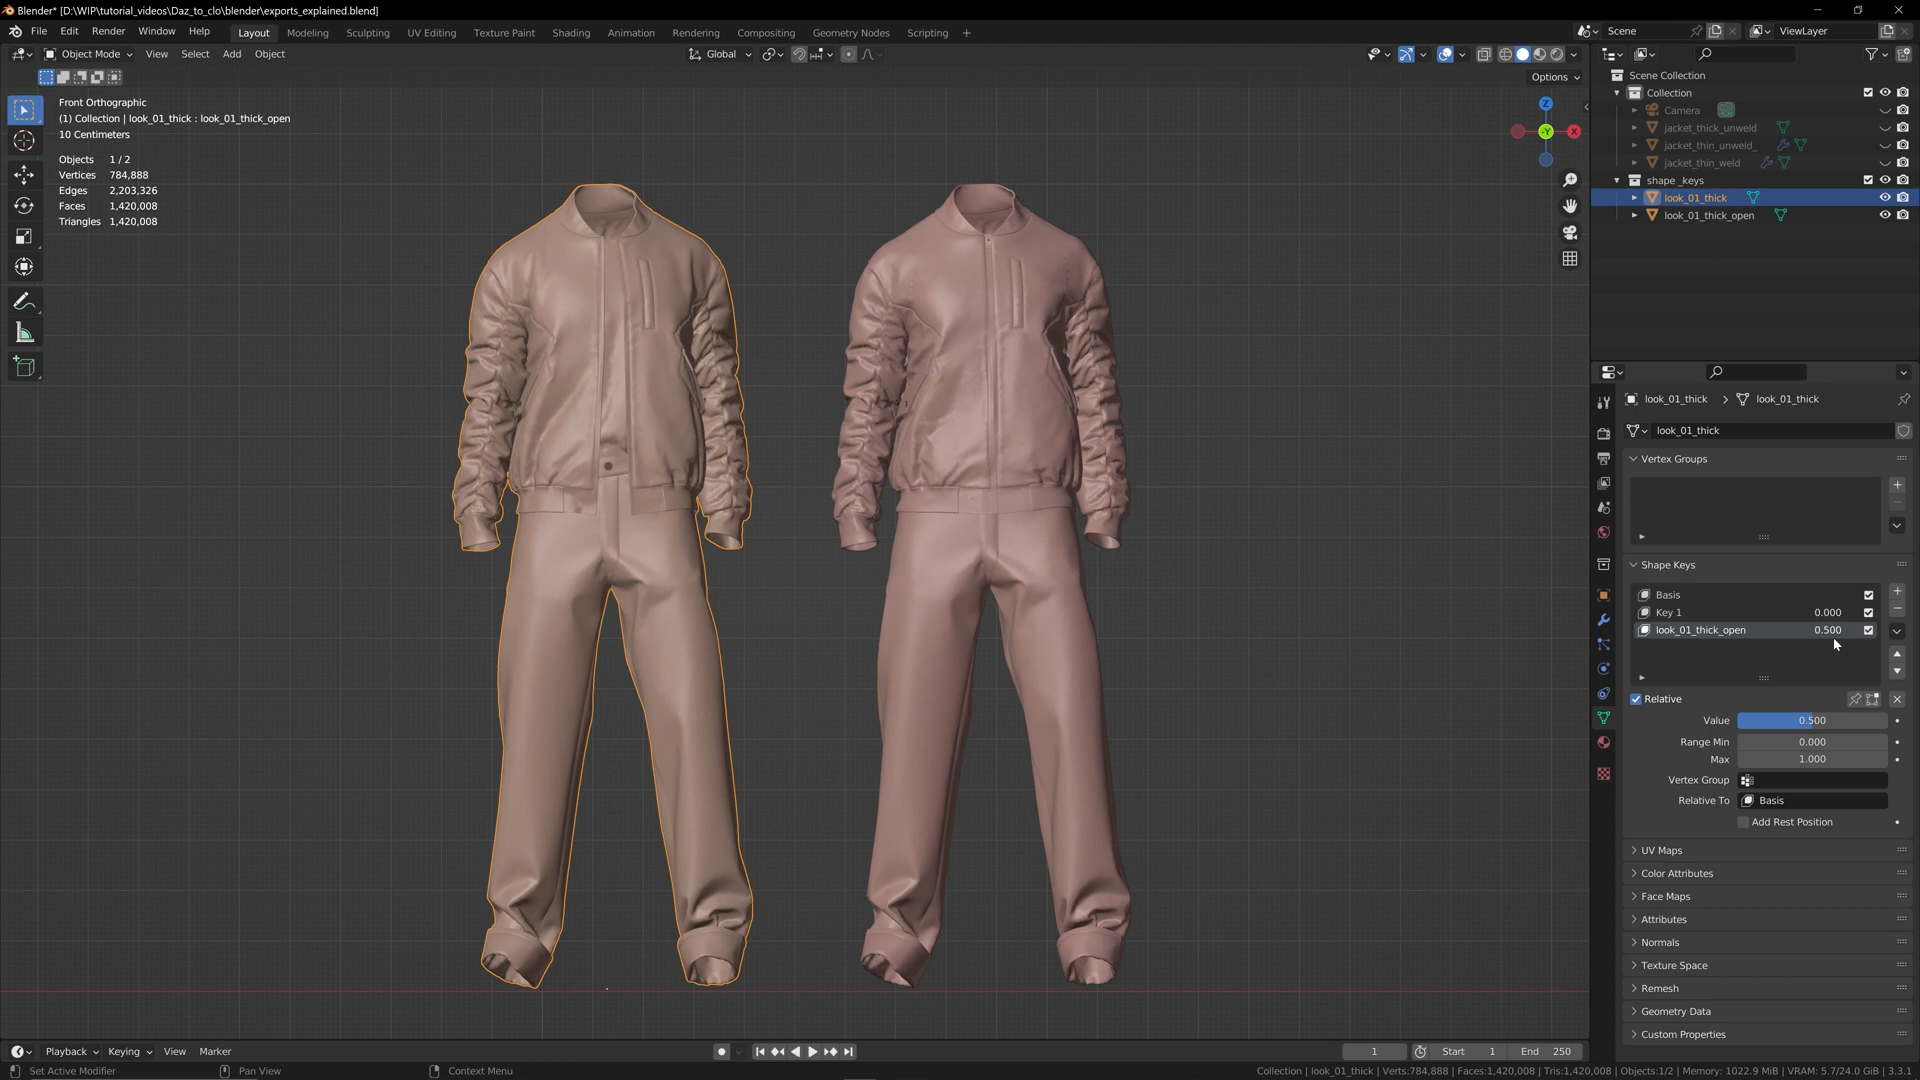 Blender* [D:\WIP\tutorial_videos\Daz_to_clo\blender\exports_explained.blend]
File Edit Render Window Help Layout Modeling Sculpting UV Editing Texture Paint Shading Animation Rendering Compositing Geometry Nodes Scripting + Scene ViewLayer
Object Mode View Select Add Object Global
Options
Front Orthographic
(1) Collection | look_01_thick : look_01_thick_open
10 Centimeters
Objects 1 / 2
Vertices 784,888
Edges 2,203,326
Faces 1,420,008
Triangles 1,420,008
Z
-Y
X
Scene Collection
Collection
Camera
jacket_thick_unweld
jacket_thin_unweld_
jacket_thin_weld
shape _keys
look_01_thick
look_01_thick_open
look_01_thick > look_01_thick
look_01_thick
Vertex Groups
Shape Keys
Basis
Key 1 0.000
look_01_thick_open 0.500
Relative
Value 0.500
Range Min 0.000
Max 1.000
Vertex Group
Relative To Basis
Add Rest Position
UV Maps
Color Attributes
Face Maps
Attributes
Normals
Texture Space
Remesh
Geometry Data
Custom Properties
Playback Keying View Marker 1 Start 1 End 250
Set Active Modifier Pan View Context Menu Collection | look_01_thick | Verts:784,888 | Faces:1,420,008 | Tris:1,420,008 | Objects:1/2 | Memory: 1022.9 MiB | VRAM: 5.7/24.0 GiB | 3.3.1